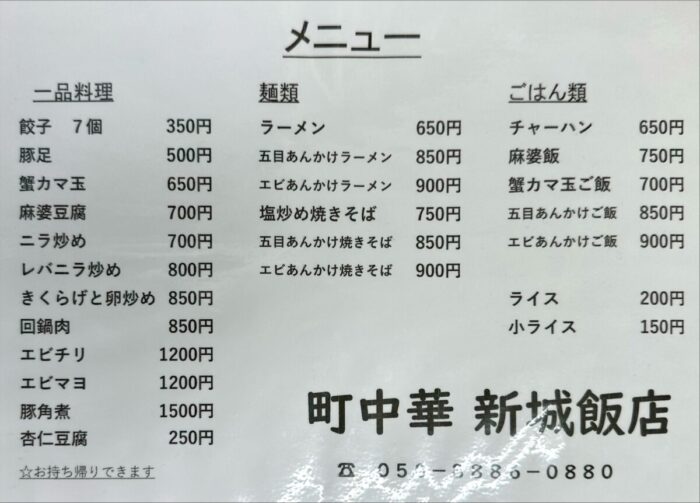 メニュー
一品料理
餃子 7個 350円
豚足 500円
蟹カマ玉 650円
麻婆豆腐 700円
ニラ炒め 700円
レバニラ炒め 800円
きくらげと卵炒め 850円
回鍋肉 850円
エビチリ 1200円
エビマヨ 1200円
豚角煮 1500円
杏仁豆腐 250円
☆お持ち帰りできます
麺類
ラーメン 650円
五目あんかけラーメン 850円
エビあんかけラーメン 900円
塩炒め焼きそば 750円
五目あんかけ焼きそば 850円
エビあんかけ焼きそば 900円
ごはん類
チャーハン 650円
麻婆飯 750円
蟹カマ玉ご飯 700円
五目あんかけご飯 850円
エビあんかけご飯 900円
ライス 200円
小ライス 150円
町中華 新城飯店
☎ 050
0880